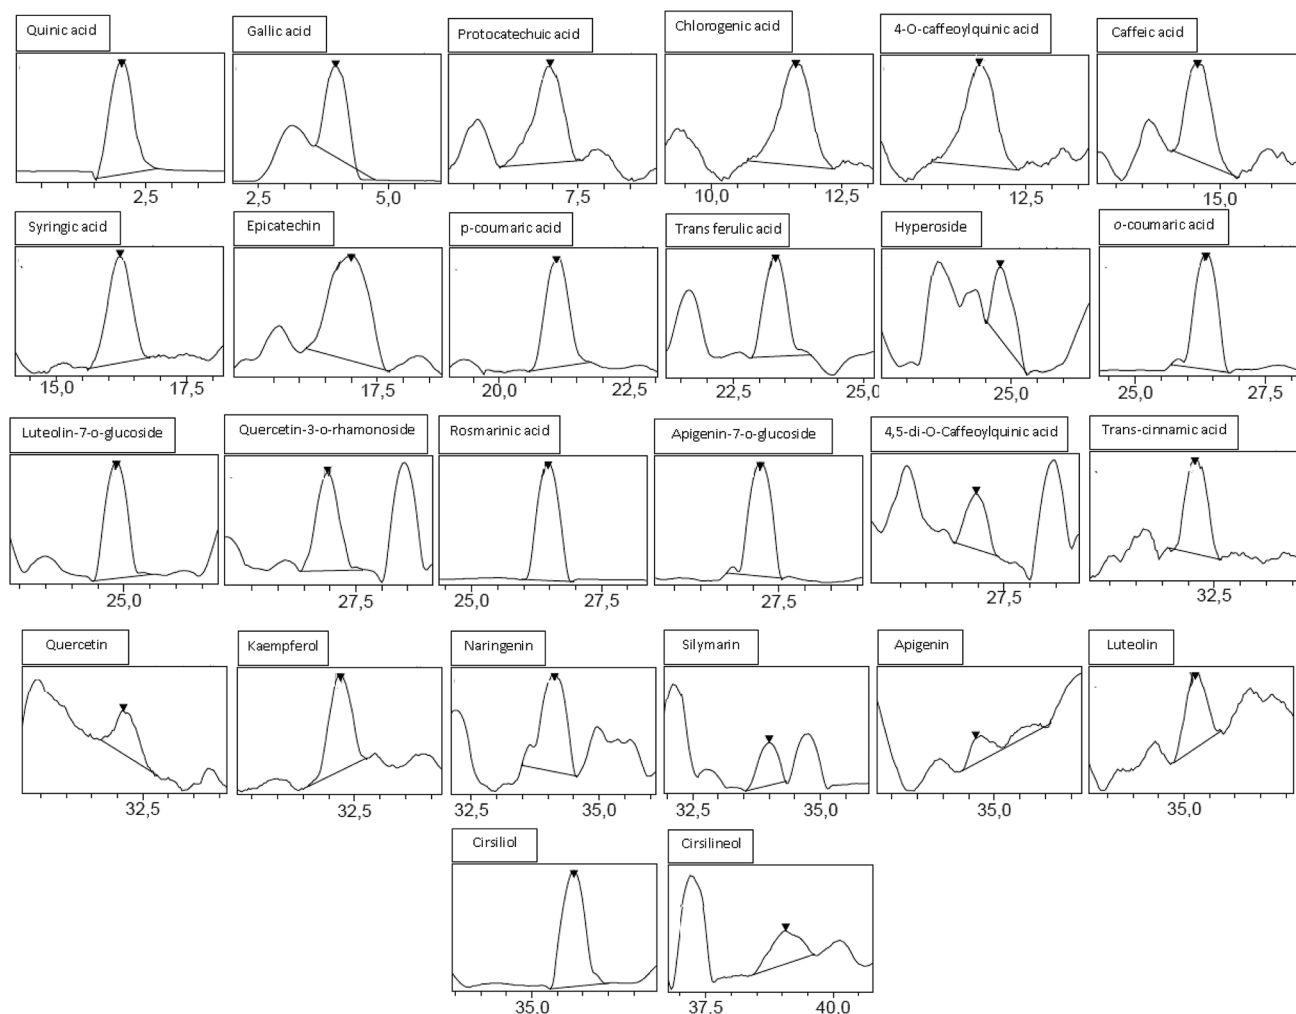 Quinic acid
Gallic acid
Protocatechuic acid
Chlorogenic acid
4-O-caffeoylquinic acid
Caffeic acid
2,5
2,5 5,0
7,5
10,0 12,5
12,5
15,0
Syringic acid
Epicatechin
p-coumaric acid
Trans ferulic acid
Hyperoside
o-coumaric acid
15,0 17,5
17,5
20,0 22,5
22,5 25,0
25,0
25,0 27,5
Luteolin-7-o-glucoside
Quercetin-3-o-rhamonoside
Rosmarinic acid
Apigenin-7-o-glucoside
4,5-di-O-Caffeoylquinic acid
Trans-cinnamic acid
25,0
27,5
25,0 27,5
27,5
27,5
32,5
Quercetin
Kaempferol
Naringenin
Silymarin
Apigenin
Luteolin
32,5
32,5
32,5 35,0
32,5 35,0
35,0
35,0
Cirsiliol
Cirsilineol
35.0
37.5 40.0